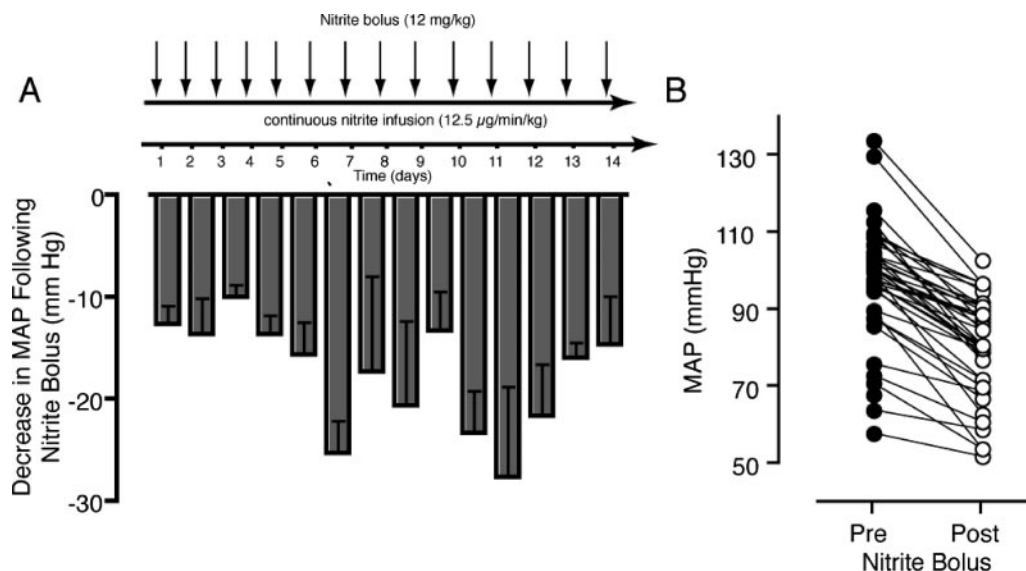 Nitrite bolus (12 mg/kg)
A
continuous nitrite infusion (12.5 µg/min/kg)
1 2 3 4 5 6 7 8 9 10 11 12 13 14
Time (days)
Decrease in MAP Following
Nitrite Bolus (mm Hg)
0
-10
-20
-30
B
MAP (mmHg)
130
110
90
70
50
Pre Post
Nitrite Bolus